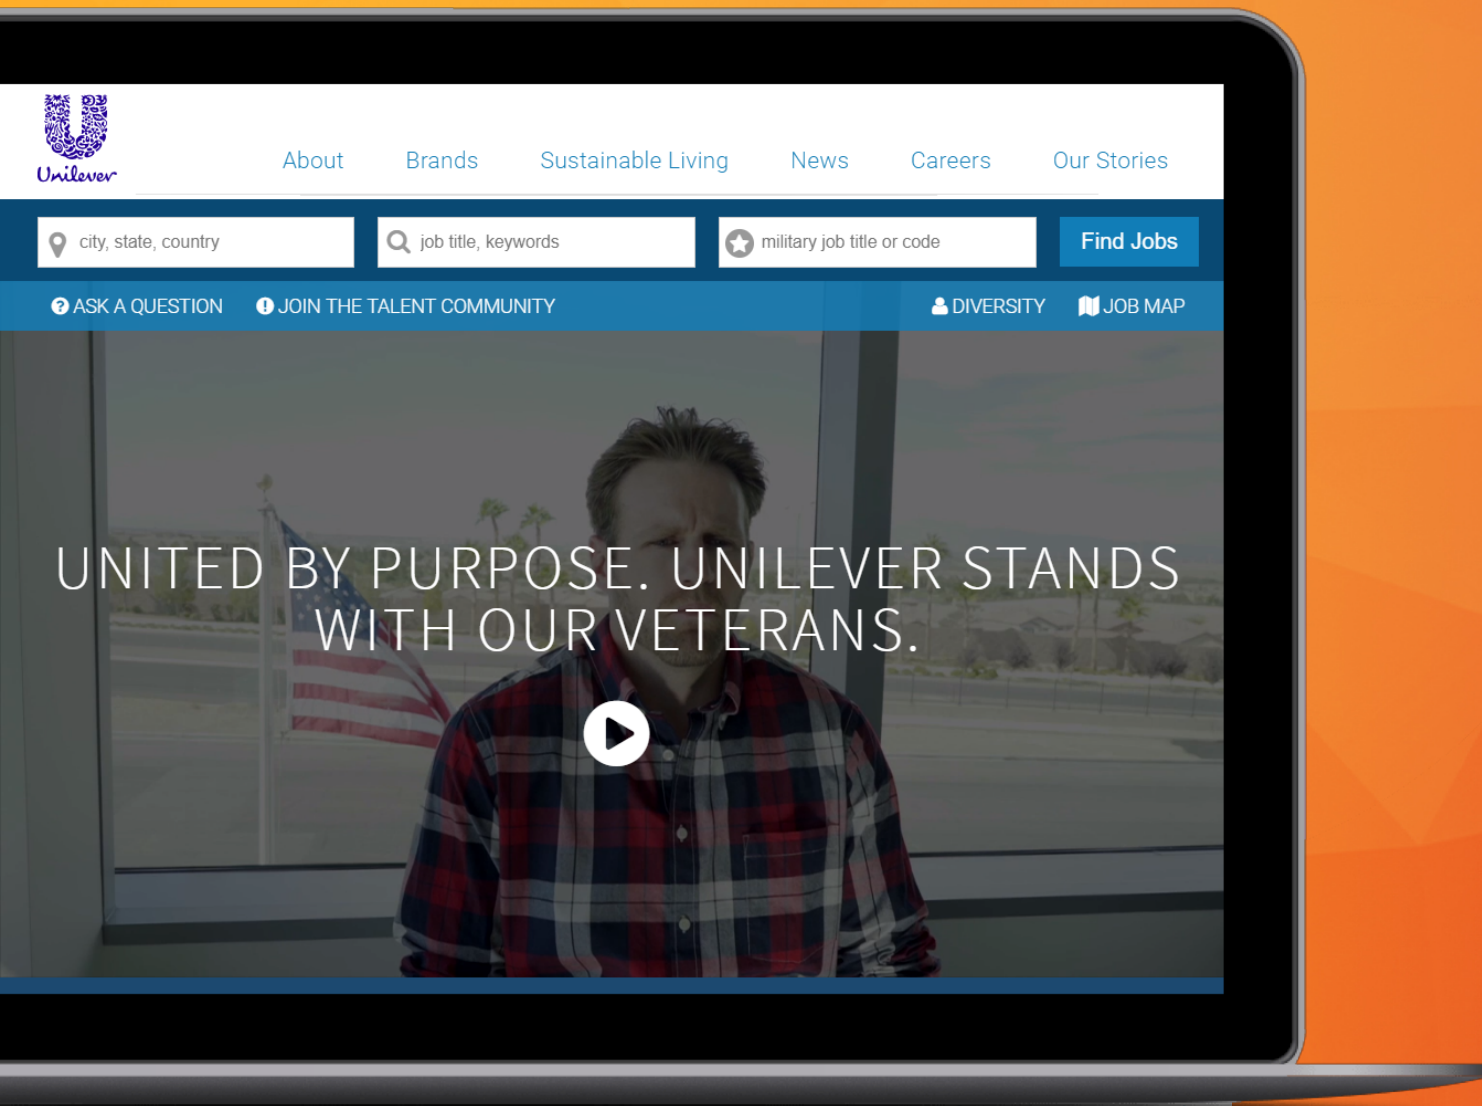 Unilever
About Brands Sustainable Living News Careers Our Stories
city, state, country job title, keywords military job title or code Find Jobs
ASK A QUESTION JOIN THE TALENT COMMUNITY DIVERSITY JOB MAP
UNITED BY PURPOSE. UNILEVER STANDS
WITH OUR VETERANS.